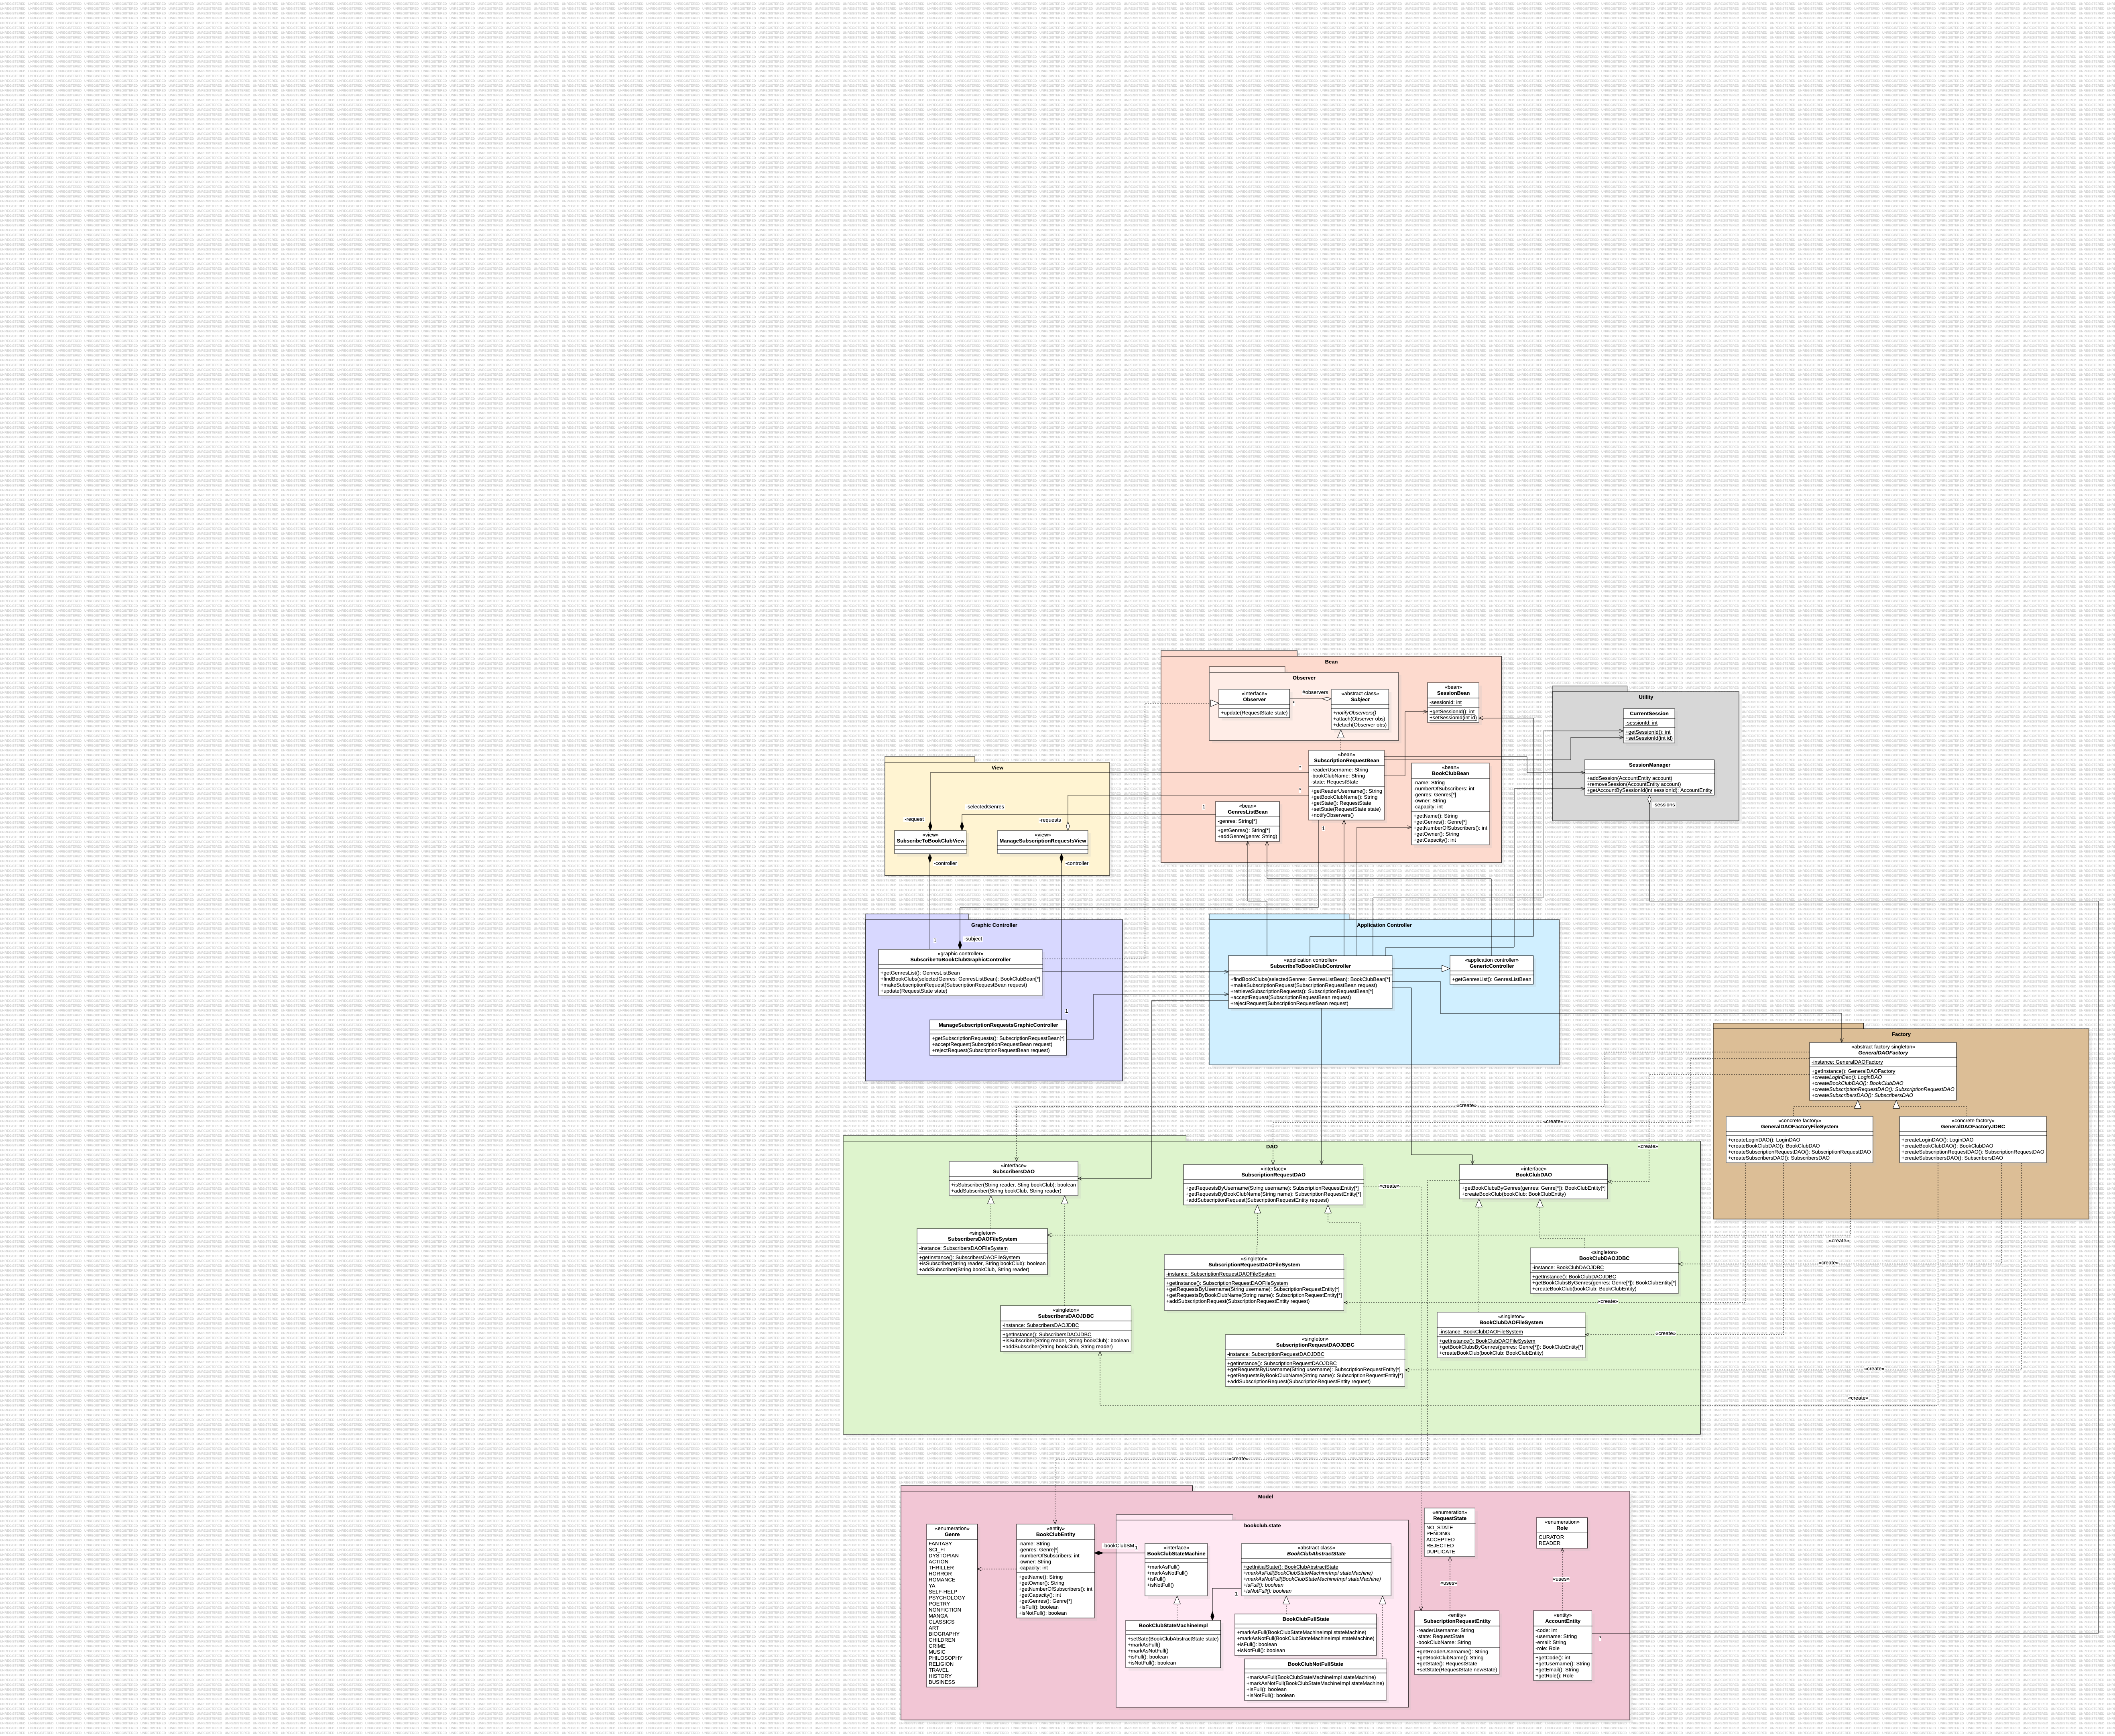 Bean
Observer
«interface»
Observer
+update(RequestState state)
#observers
*
«abstract class»
Subject
+notifyObservers()
+attach(Observer obs)
+detach(Observer obs)
«bean»
SessionBean
-sessionId: int
+getSessionId(): int
+setSessionId(int id)
«bean»
SubscriptionRequestBean
-readerUsername: String
-bookClubName: String
-state: RequestState
+getReaderUsername(): String
+getBookClubName(): String
+getState(): RequestState
+setState(RequestState state)
+notifyObservers()
*
*
1
«bean»
BookClubBean
-name: String
-numberOfSubscribers: int
-genres: Genres[*]
-owner: String
-capacity: int
+getName(): String
+getGenres(): Genre[*]
+getNumberOfSubscribers(): int
+getOwner(): String
+getCapacity(): int
«bean»
GenresListBean
-genres: String[*]
+getGenres(): String[*]
+addGenre(genre: String)
1
Utility
CurrentSession
-sessionId: int
+getSessionId(): int
+setSessionId(int id)
SessionManager
+addSession(AccountEntity account)
+removeSession(AccountEntity account)
+getAccountBySessionId(int sessionId): AccountEntity
-sessions
View
-selectedGenres
-request
-requests
«view»
SubscribeToBookClubView
«view»
ManageSubscriptionRequestsView
-controller
-controller
Graphic Controller
1
-subject
«graphic controller»
SubscribeToBookClubGraphicController
+getGenresList(): GenresListBean
+findBookClubs(selectedGenres: GenresListBean): BookClubBean[*]
+makeSubscriptionRequest(SubscriptionRequestBean request)
+update(RequestState state)
1
ManageSubscriptionRequestsGraphicController
+getSubscriptionRequests(): SubscriptionRequestBean[*]
+acceptRequest(SubscriptionRequestBean request)
+rejectRequest(SubscriptionRequestBean request)
Application Controller
«application controller»
SubscribeToBookClubController
+findBookClubs(selectedGenres: GenresListBean): BookClubBean[*]
+makeSubscriptionRequest(SubscriptionRequestBean request)
+retrieveSubscriptionRequests(): SubscriptionRequestBean[*]
+acceptRequest(SubscriptionRequestBean request)
+rejectRequest(SubscriptionRequestBean request)
«application controller»
GenericController
+getGenresList(): GenresListBean
Factory
«abstract factory singleton»
GeneralDAOFactory
-instance: GeneralDAOFactory
+getInstance(): GeneralDAOFactory
+createLoginDao(): LoginDAO
+createBookClubDAO(): BookClubDAO
+createSubscriptionRequestDAO(): SubscriptionRequestDAO
+createSubscribersDAO(): SubscribersDAO
«concrete factory»
GeneralDAOFactoryFileSystem
+createLoginDAO(): LoginDAO
+createBookClubDAO(): BookClubDAO
+createSubscriptionRequestDAO(): SubscriptionRequestDAO
+createSubscribersDAO(): SubscribersDAO
«concrete factory»
GeneralDAOFactoryJDBC
+createLoginDAO(): LoginDAO
+createBookClubDAO(): BookClubDAO
+createSubscriptionRequestDAO(): SubscriptionRequestDAO
+createSubscribersDAO(): SubscribersDAO
«create»
«create»
«create»
DAO
«interface»
SubscribersDAO
+isSubscriber(String reader, Sting bookClub): boolean
+addSubscriber(String bookClub, String reader)
«interface»
SubscriptionRequestDAO
+getRequestsByUsername(String username): SubscriptionRequestEntity[*]
+getRequestsByBookClubName(String name): SubscriptionRequestEntity[*]
+addSubscriptionRequest(SubscriptionRequestEntity request)
«create»
«interface»
BookClubDAO
+getBookClubsByGenres(genres: Genre[*]): BookClubEntity[*]
+createBookClub(bookClub: BookClubEntity)
«singleton»
SubscribersDAOFileSystem
-instance: SubscribersDAOFileSystem
+getInstance(): SubscribersDAOFileSystem
+isSubscriber(String reader, String bookClub): boolean
+addSubscriber(String bookClub, String reader)
«create»
«singleton»
SubscriptionRequestDAOFileSystem
-instance: SubscriptionRequestDAOFileSystem
+getInstance(): SubscriptionRequestDAOFileSystem
+getRequestsByUsername(String username): SubscriptionRequestEntity[*]
+getRequestsByBookClubName(String name): SubscriptionRequestEntity[*]
+addSubscriptionRequest(SubscriptionRequestEntity request)
«singleton»
BookClubDAOJDBC
-instance: BookClubDAOJDBC
+getInstance(): BookClubDAOJDBC
+getBookClubsByGenres(genres: Genre[*]): BookClubEntity[*]
+createBookClub(bookClub: BookClubEntity)
«create»
«create»
«singleton»
SubscribersDAOJDBC
-instance: SubscribersDAOJDBC
+getInstance(): SubscribersDAOJDBC
+isSubscriber(String reader, String bookClub): boolean
+addSubscriber(String bookClub, String reader)
«singleton»
BookClubDAOFileSystem
-instance: BookClubDAOFileSystem
+getInstance(): BookClubDAOFileSystem
+getBookClubsByGenres(genres: Genre[*]): BookClubEntity[*]
+createBookClub(bookClub: BookClubEntity)
«create»
«singleton»
SubscriptionRequestDAOJDBC
-instance: SubscriptionRequestDAOJDBC
+getInstance(): SubscriptionRequestDAOJDBC
+getRequestsByUsername(String username): SubscriptionRequestEntity[*]
+getRequestsByBookClubName(String name): SubscriptionRequestEntity[*]
+addSubscriptionRequest(SubscriptionRequestEntity request)
«create»
«create»
«create»
Model
«enumeration»
Genre
FANTASY
SCI_FI
DYSTOPIAN
ACTION
THRILLER
HORROR
ROMANCE
YA
SELF-HELP
PSYCHOLOGY
POETRY
NONFICTION
MANGA
CLASSICS
ART
BIOGRAPHY
CHILDREN
CRIME
MUSIC
PHILOSOPHY
RELIGION
TRAVEL
HISTORY
BUSINESS
«entity»
BookClubEntity
-name: String
-genres: Genre[*]
-numberOfSubscribers: int
-owner: String
-capacity: int
+getName(): String
+getOwner(): String
+getNumberOfSubscribers(): int
+getCapacity(): int
+getGenres(): Genre[*]
+isFull(): boolean
+isNotFull(): boolean
-bookClubSM
1
bookclub.state
«interface»
BookClubStateMachine
+markAsFull()
+markAsNotFull()
+isFull()
+isNotFull()
«abstract class»
BookClubAbstractState
+getInitialState(): BookClubAbstractState
+markAsFull(BookClubStateMachineImpl stateMachine)
+markAsNotFull(BookClubStateMachineImpl stateMachine)
+isFull(): boolean
+isNotFull(): boolean
1
BookClubStateMachineImpl
+setSate(BookClubAbstractState state)
+markAsFull()
+markAsNotFull()
+isFull(): boolean
+isNotFull(): boolean
BookClubFullState
+markAsFull(BookClubStateMachineImpl stateMachine)
+markAsNotFull(BookClubStateMachineImpl stateMachine)
+isFull(): boolean
+isNotFull(): boolean
BookClubNotFullState
+markAsFull(BookClubStateMachineImpl stateMachine)
+markAsNotFull(BookClubStateMachineImpl stateMachine)
+isFull(): boolean
+isNotFull(): boolean
«enumeration»
RequestState
NO_STATE
PENDING
ACCEPTED
REJECTED
DUPLICATE
«enumeration»
Role
CURATOR
READER
«uses»
«uses»
«entity»
SubscriptionRequestEntity
-readerUsername: String
-state: RequestState
-bookClubName: String
+getReaderUsername(): String
+getBookClubName(): String
+getState(): RequestState
+setState(RequestState newState)
«entity»
AccountEntity
-code: int
-username: String
-email: String
-role: Role
+getCode(): int
+getUsername(): String
+getEmail(): String
+getRole(): Role
*